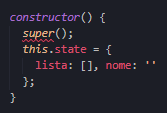 constructor() {
super();
this.state = {
lista: [], nome: ''
};
}